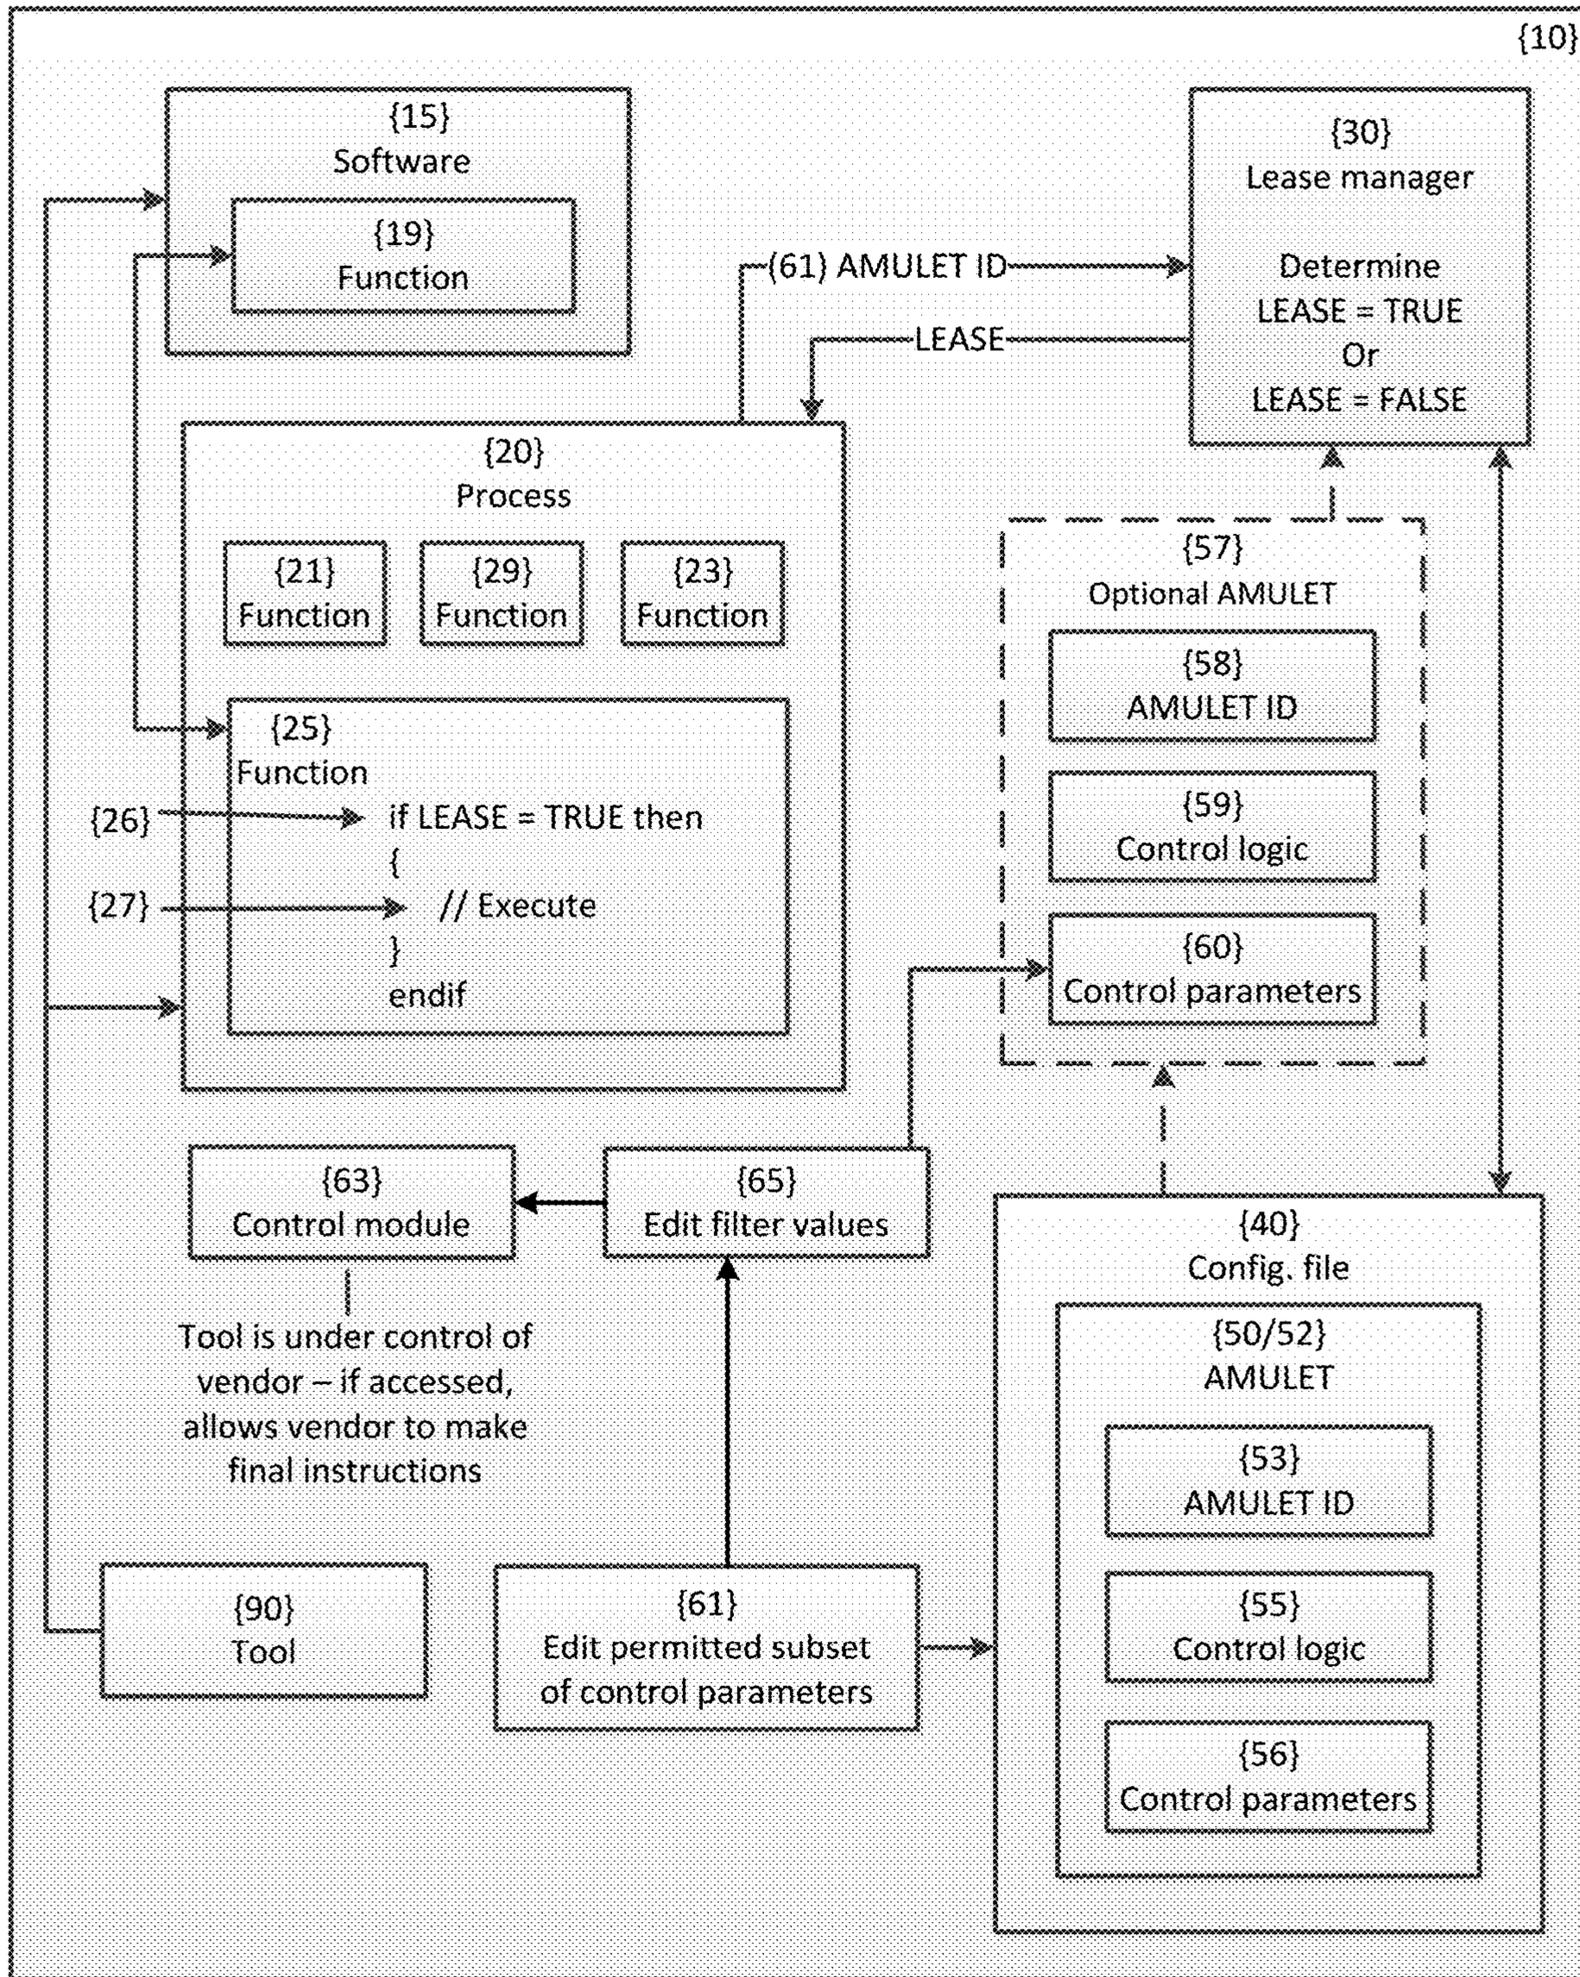 {10}
{15}
Software
{19}
Function
{30}
Lease manager
Determine
LEASE = TRUE
Or
LEASE = FALSE
(61) AMULET ID
LEASE
{20}
Process
{21}
Function
{29}
Function
{23}
Function
{25}
Function
{26}
if LEASE = TRUE then
{
{27}
// Execute
}
endif
{57}
Optional AMULET
{58}
AMULET ID
{59}
Control logic
{60}
Control parameters
{63}
Control module
{65}
Edit filter values
Tool is under control of
vendor – if accessed,
allows vendor to make
final instructions
{40}
Config. file
{50/52}
AMULET
{53}
AMULET ID
{55}
Control logic
{56}
Control parameters
{90}
Tool
{61}
Edit permitted subset
of control parameters